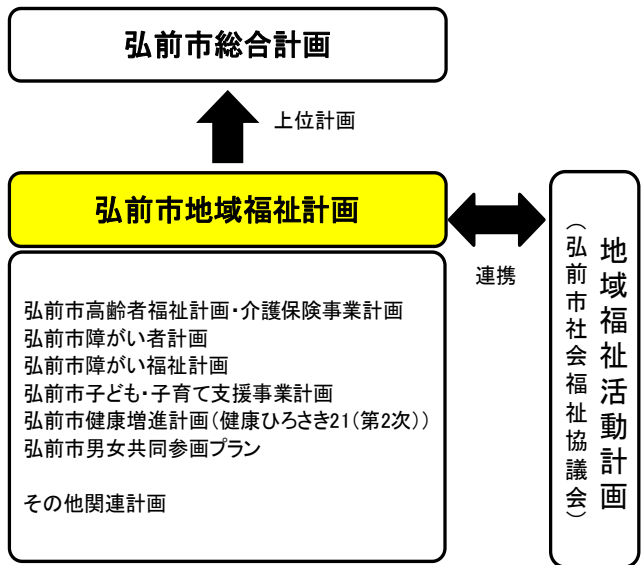 弘前市総合計画
上位計画
弘前市地域福祉計画
連携
弘前市高齢者福祉計画・介護保険事業計画
弘前市障がい者計画
弘前市障がい福祉計画
弘前市子ども・子育て支援事業計画
弘前市健康増進計画(健康ひろさき21(第2次))
弘前市男女共同参画プラン
その他関連計画
地域福祉活動計画
(弘前市社会福祉協議会)